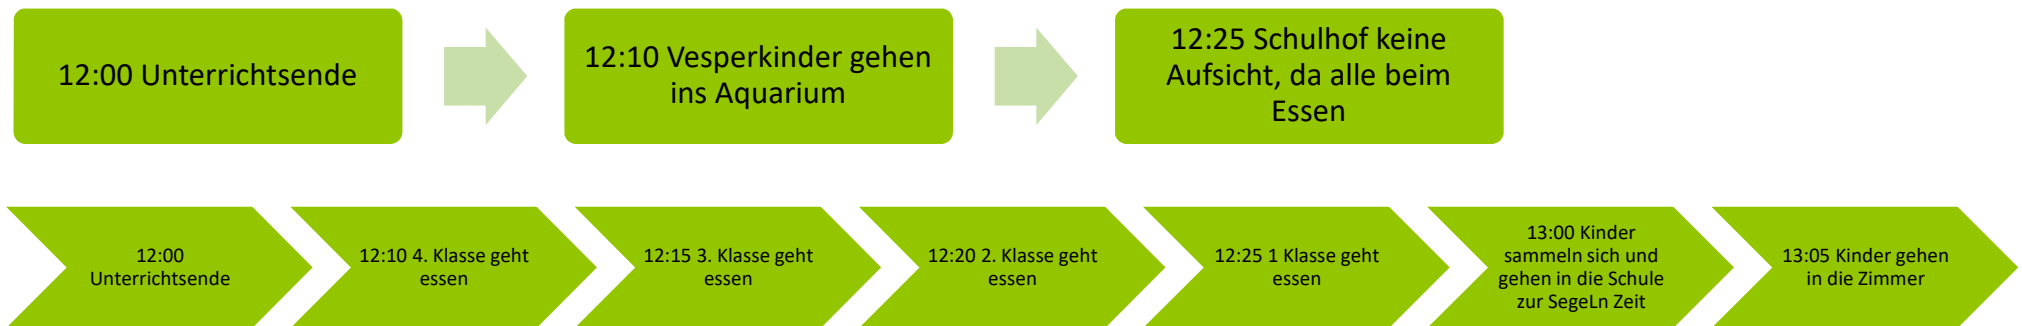 12:00 Unterrichtsende
12:10 Vesperkinder gehen
ins Aquarium
12:25 Schulhof keine
Aufsicht, da alle beim
Essen
12:00
Unterrichtsende
12:10 4. Klasse geht
essen
12:15 3. Klasse geht
essen
12:20 2. Klasse geht
essen
12:25 1 Klasse geht
essen
13:00 Kinder
sammeln sich und
gehen in die Schule
zur SegeLn Zeit
13:05 Kinder gehen
in die Zimmer